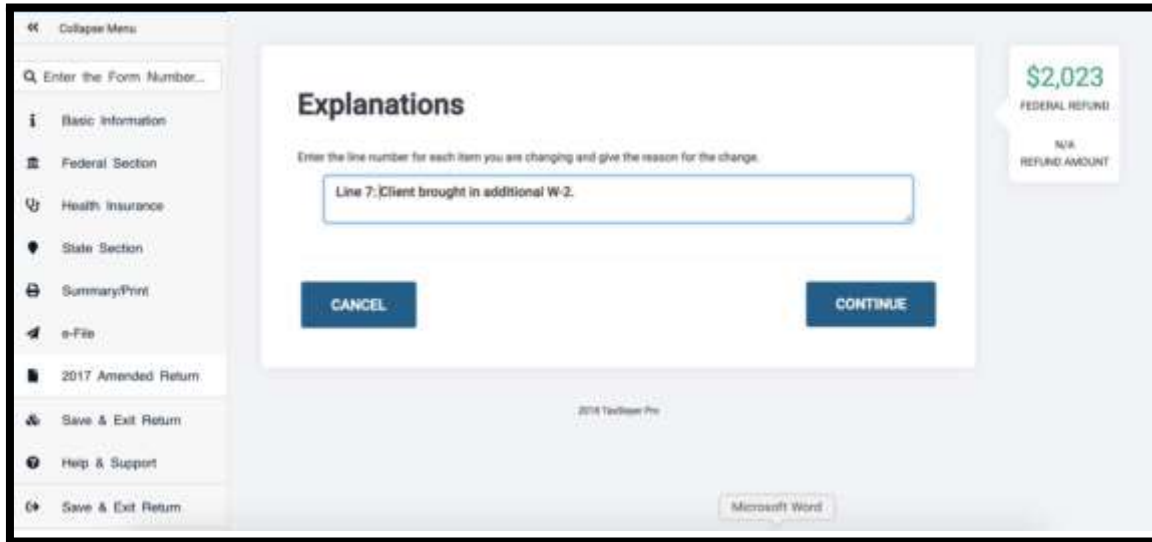 Collapse Menu
Enter the Form Number...
Basic Information
Federal Section
Health Insurance
State Section
Summary/Print
e-File
2017 Amended Return
Save & Exit Return
Help & Support
Save & Exit Return
Explanations
Enter the line number for each item you are changing and give the reason for the change.
Line 7: Client brought in additional W-2.
CANCEL
CONTINUE
2018 TaxSlayer Pro
Microsoft Word
$2,023
FEDERAL REFUND
N/A
REFUND AMOUNT